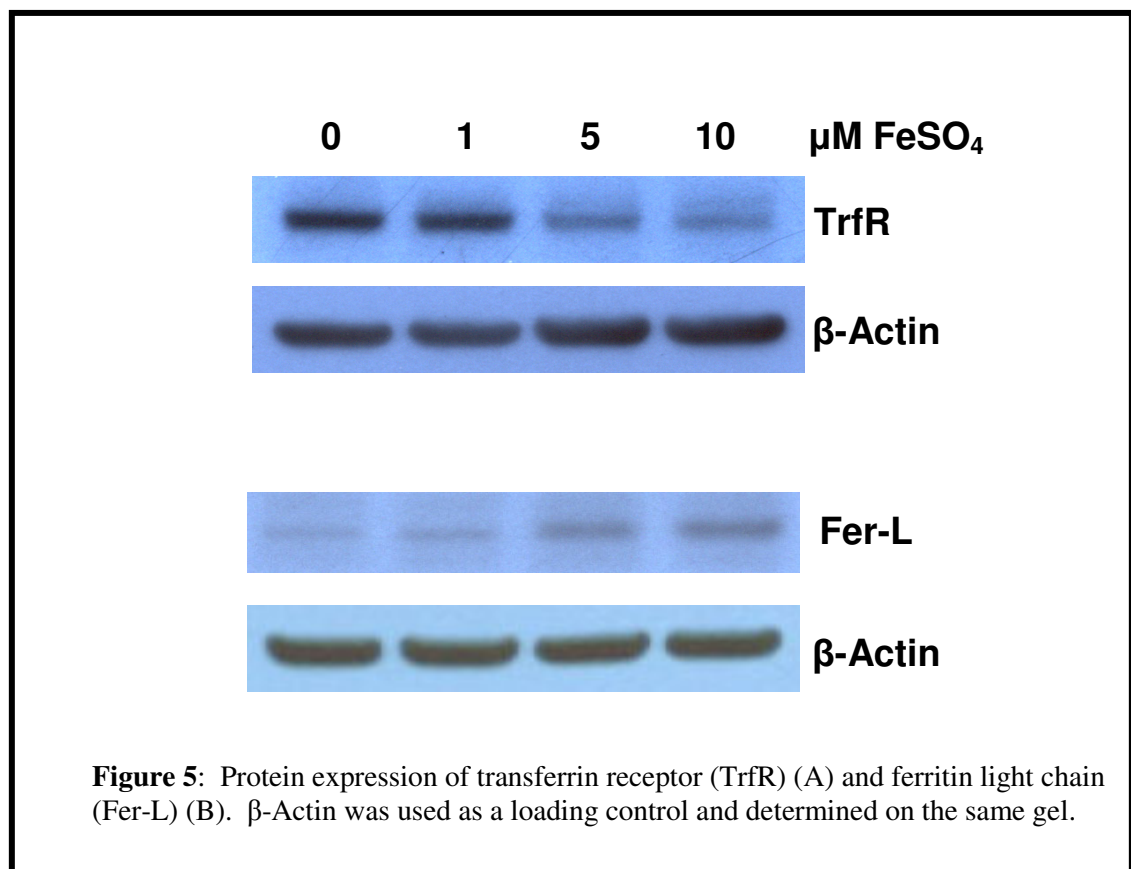 0 1 5 10 µM FeSO₄
TrfR
β-Actin
Fer-L
β-Actin
Figure 5: Protein expression of transferrin receptor (TrfR) (A) and ferritin light chain
(Fer-L) (B). β-Actin was used as a loading control and determined on the same gel.